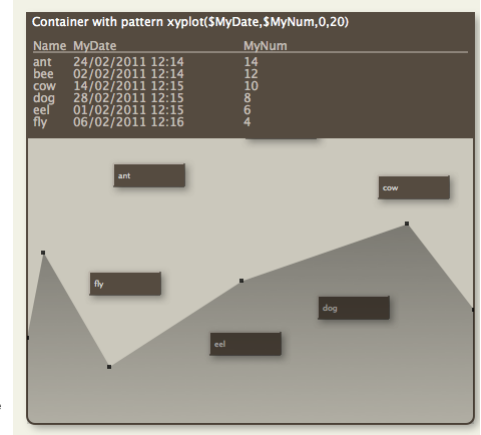 Container with pattern xyplot($MyDate,$MyNum,0,20)
Name MyDate MyNum
ant 24/02/2011 12:14 14
bee 02/02/2011 12:14 12
cow 14/02/2011 12:15 10
dog 28/02/2011 12:15 8
eel 01/02/2011 12:15 6
fly 06/02/2011 12:16 4
ant
cow
fly
dog
eel